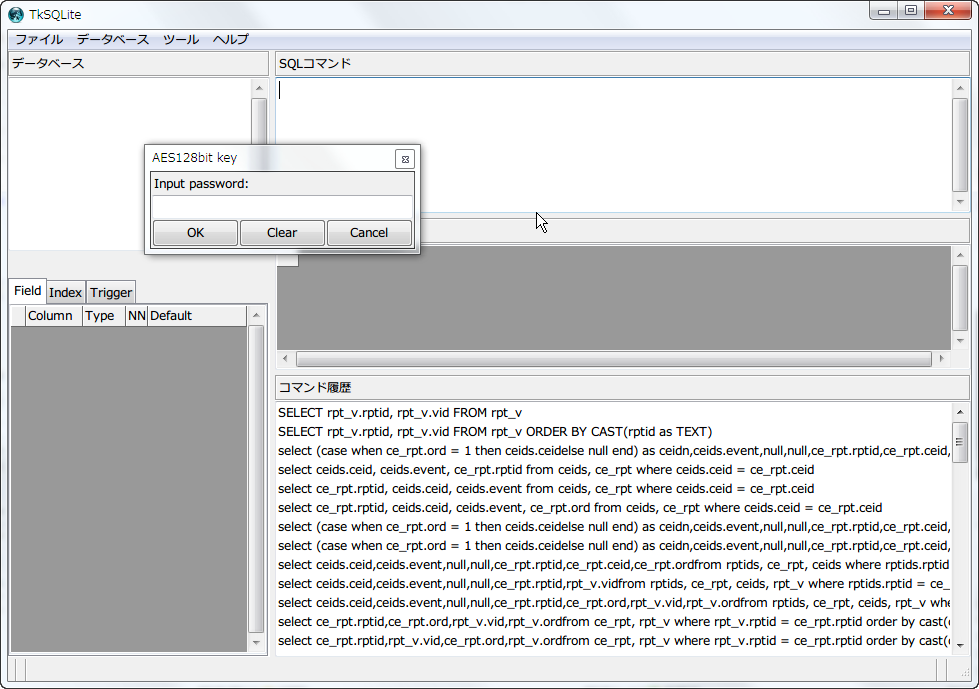 TkSQLite
ファイル データベース ツール ヘルプ
データベース
SQLコマンド
AES128bit key
Input password:
OK Clear Cancel
Field Index Trigger
Column Type NN Default
コマンド履歴
SELECT rpt_v.rptid, rpt_v.vid FROM rpt_v
SELECT rpt_v.rptid, rpt_v.vid FROM rpt_v ORDER BY CAST(rptid as TEXT)
select (case when ce_rpt.ord = 1 then ceids.ceidelse null end) as ceidn,ceids.event,null,null,ce_rpt.rptid,ce_rpt.ceid,
select ceids.ceid, ceids.event, ce_rpt.rptid from ceids, ce_rpt where ceids.ceid = ce_rpt.ceid
select ce_rpt.rptid, ceids.ceid, ceids.event from ceids, ce_rpt where ceids.ceid = ce_rpt.ceid
select ce_rpt.rptid, ceids.ceid, ceids.event, ce_rpt.ord from ceids, ce_rpt where ceids.ceid = ce_rpt.ceid
select (case when ce_rpt.ord = 1 then ceids.ceidelse null end) as ceidn,ceids.event,null,null,ce_rpt.rptid,ce_rpt.ceid,
select (case when ce_rpt.ord = 1 then ceids.ceidelse null end) as ceidn,ceids.event,null,null,ce_rpt.rptid,ce_rpt.ceid,
select ceids.ceid,ceids.event,null,null,ce_rpt.rptid,ce_rpt.ceid,ce_rpt.ordfrom rptids, ce_rpt, ceids where rptids.rptid
select ceids.ceid,ceids.event,null,null,ce_rpt.rptid,rpt_v.vidfrom rptids, ce_rpt, ceids, rpt_v where rptids.rptid = ce_
select ceids.ceid,ceids.event,null,null,ce_rpt.rptid,ce_rpt.ord,rpt_v.vid,rpt_v.ordfrom rptids, ce_rpt, ceids, rpt_v whe
select ce_rpt.rptid,ce_rpt.ord,rpt_v.vid,rpt_v.ordfrom ce_rpt, rpt_v where rpt_v.rptid = ce_rpt.rptid order by cast(
select ce_rpt.rptid,rpt_v.vid,ce_rpt.ord,rpt_v.ordfrom ce_rpt, rpt_v where rpt_v.rptid = ce_rpt.rptid order by cast(